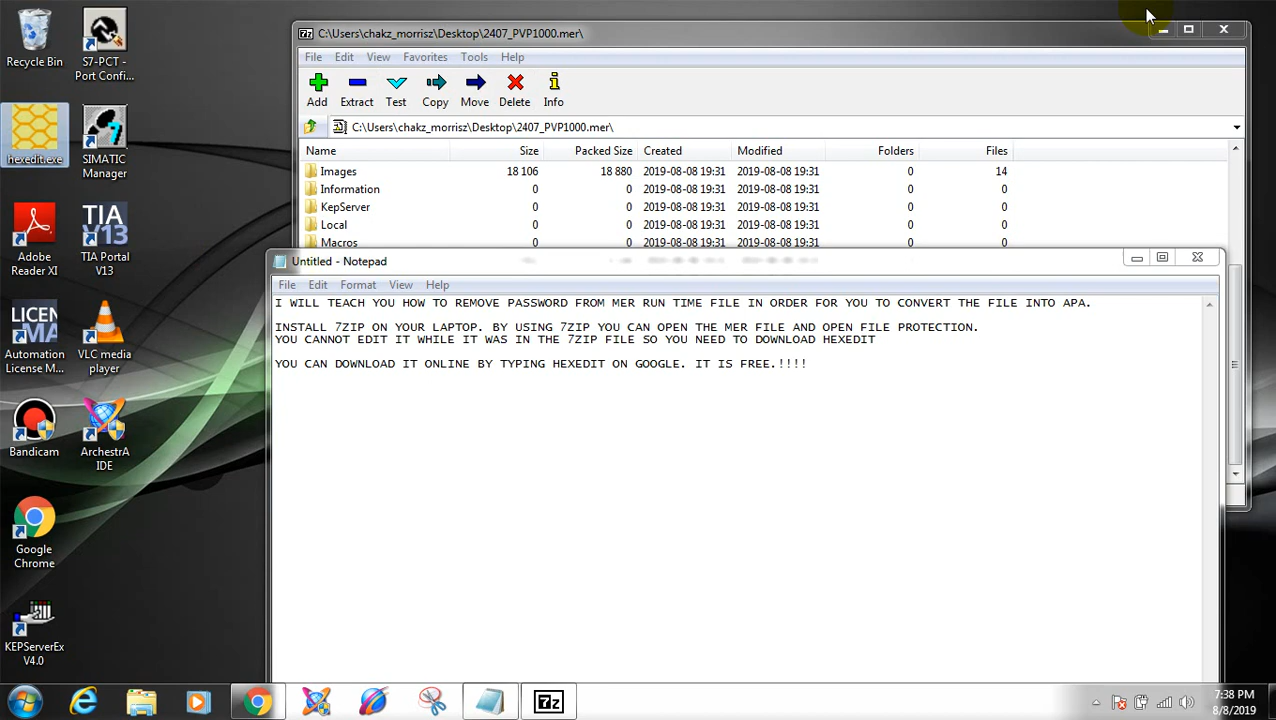 C:\Users\chakz_morrisz\Desktop\2407_PVP1000.mer\
File Edit View Favorites Tools Help
Add Extract Test Copy Move Delete Info
C:\Users\chakz_morrisz\Desktop\2407_PVP1000.mer\
Name Size Packed Size Created Modified Folders Files
Images 18 106 18 880 2019-08-08 19:31 2019-08-08 19:31 0 14
Information 0 0 2019-08-08 19:31 2019-08-08 19:31 0 0
KepServer 0 0 2019-08-08 19:31 2019-08-08 19:31 0 0
Local 0 0 2019-08-08 19:31 2019-08-08 19:31 0 0
Macros 0 0 2019-08-08 19:31 2019-08-08 19:31 0 0
Untitled - Notepad
File Edit Format View Help
I WILL TEACH YOU HOW TO REMOVE PASSWORD FROM MER RUN TIME FILE IN ORDER FOR YOU TO CONVERT THE FILE INTO APA.
INSTALL 7ZIP ON YOUR LAPTOP. BY USING 7ZIP YOU CAN OPEN THE MER FILE AND OPEN FILE PROTECTION.
YOU CANNOT EDIT IT WHILE IT WAS IN THE 7ZIP FILE SO YOU NEED TO DOWNLOAD HEXEDIT
YOU CAN DOWNLOAD IT ONLINE BY TYPING HEXEDIT ON GOOGLE. IT IS FREE.!!!!
Recycle Bin
S7-PCT -
Port Confi...
hexedit.exe
SIMATIC
Manager
Adobe
Reader XI
TIA
V13
TIA Portal
V13
LICEN
MA
Automation
License M...
VLC media
player
Bandicam
ArchestrA
IDE
Google
Chrome
KEPServerEx
V4.0
7z
7:38 PM
8/8/2019